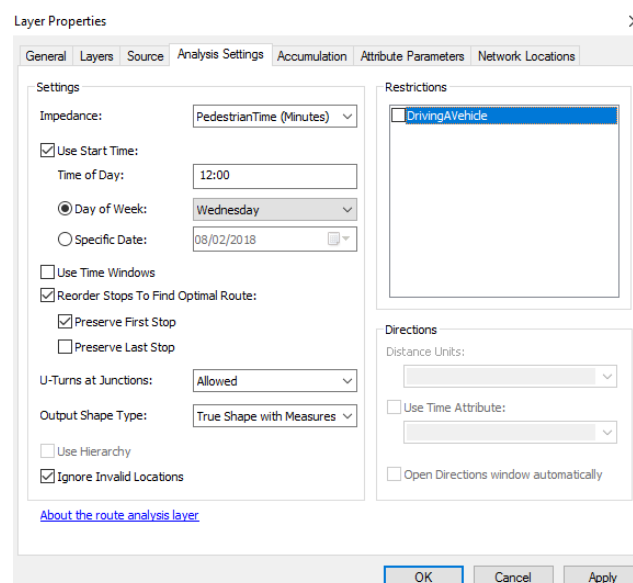 Layer Properties
General Layers Source Analysis Settings Accumulation Attribute Parameters Network Locations
Settings
Impedance: PedestrianTime (Minutes)
Use Start Time:
Time of Day: 12:00
Day of Week: Wednesday
Specific Date: 08/02/2018
Use Time Windows
Reorder Stops To Find Optimal Route:
Preserve First Stop
Preserve Last Stop
U-Turns at Junctions: Allowed
Output Shape Type: True Shape with Measures
Use Hierarchy
Ignore Invalid Locations
About the route analysis layer
Restrictions
DrivingAVehicle
Directions
Distance Units:
Use Time Attribute:
Open Directions window automatically
OK Cancel Apply